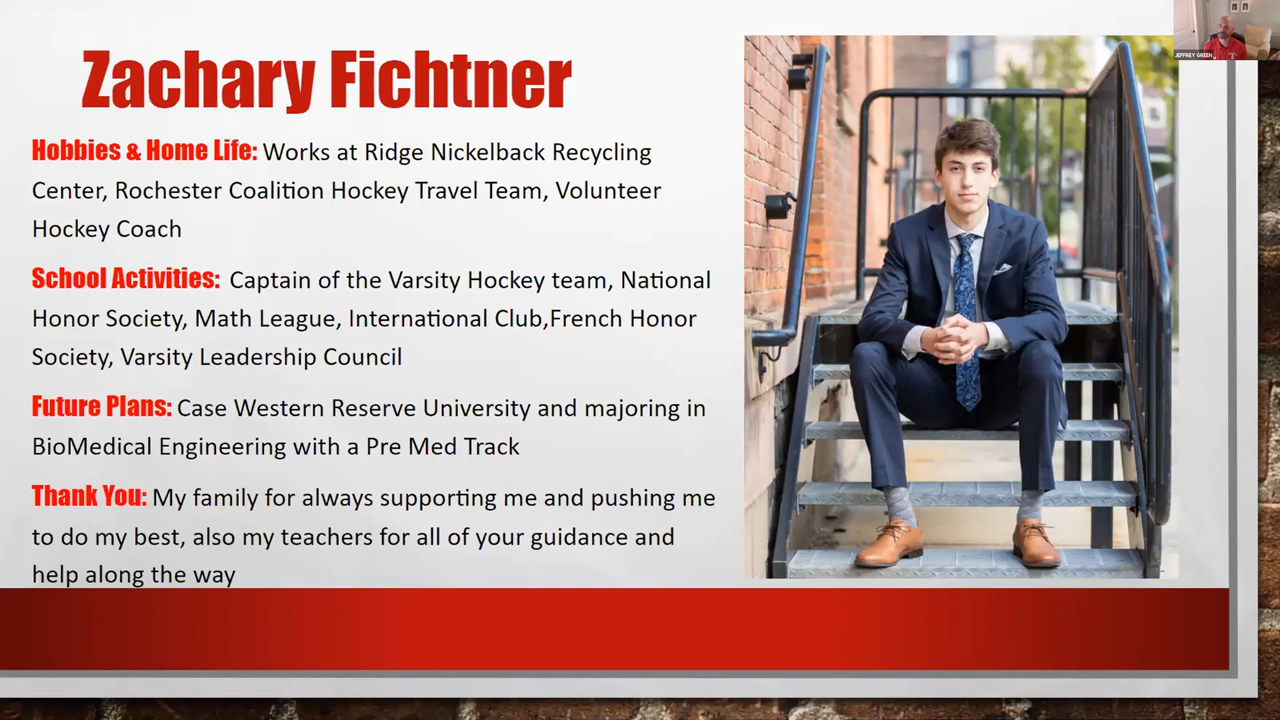 Zachary Fichtner
JEFFREY GREEN
Hobbies & Home Life: Works at Ridge Nickelback Recycling
Center, Rochester Coalition Hockey Travel Team, Volunteer
Hockey Coach
School Activities: Captain of the Varsity Hockey team, National
Honor Society, Math League, International Club,French Honor
Society, Varsity Leadership Council
Future Plans: Case Western Reserve University and majoring in
BioMedical Engineering with a Pre Med Track
Thank You: My family for always supporting me and pushing me
to do my best, also my teachers for all of your guidance and
help along the way